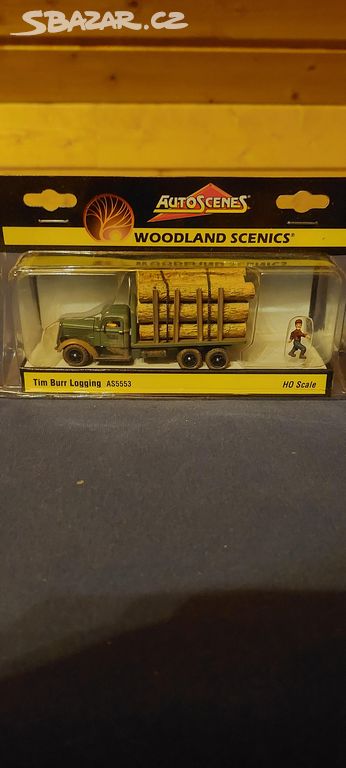 SBAZAR.CZ
AUTOSCENES®
WOODLAND SCENICS®
Tim Burr Logging AS5553
HO Scale